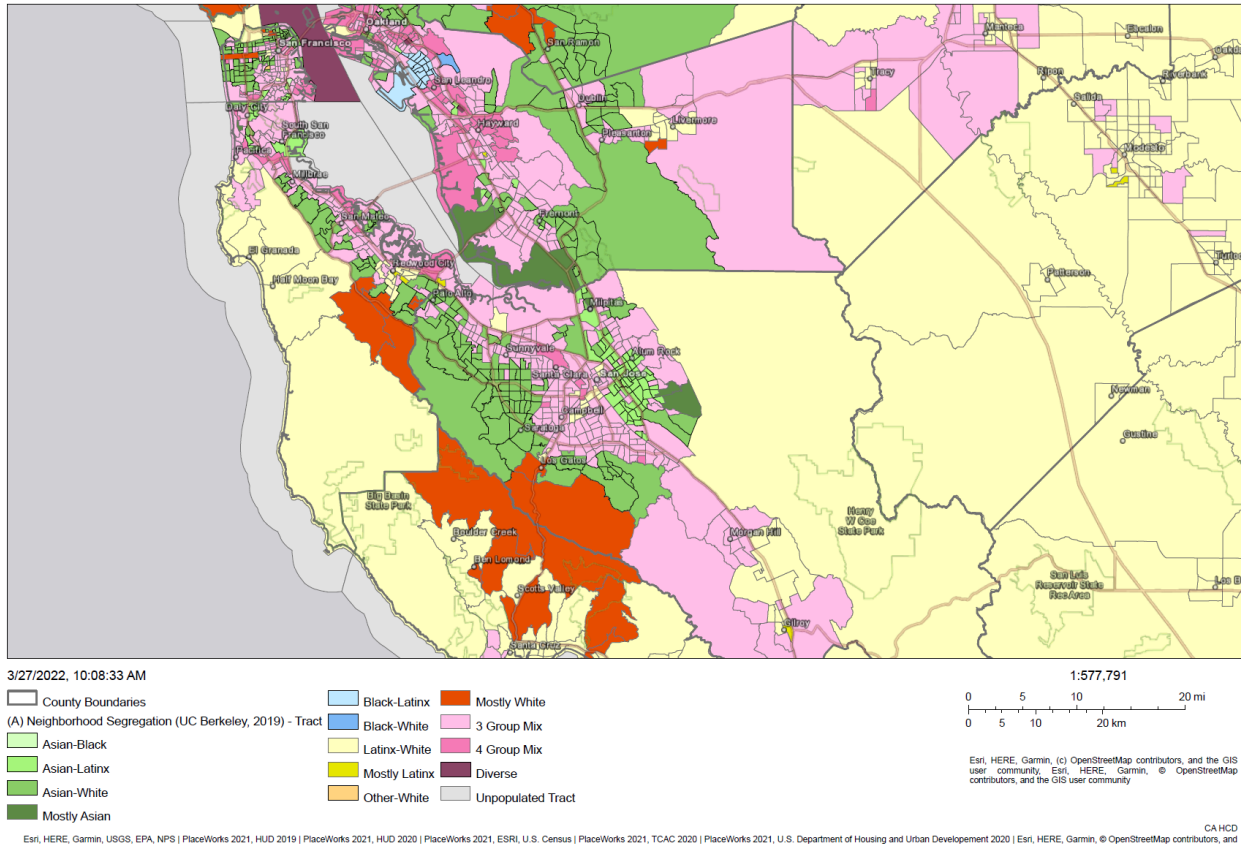 Oakland
San Francisco
San Ramon
San Leandro
Manteca
Escalon
Oakd
Tracy
Ripon
Riverbank
Salida
Daly City
South San
Francisco
Hayward
Dublin
Pleasanton
Livermore
Modesto
Pacifica
Millbrae
San Mateo
Fremont
El Granada
Half Moon Bay
Redwood City
Palo Alto
Patterson
Turloc
Milpitas
Sunnyvale
Alum Rock
Santa Clara
San Jose
Newman
Campbell
Saratoga
Gustine
Los Gatos
Big Basin
State Park
Henry
W Coe
State Park
Boulder Creek
Morgan Hill
Ben Lomond
San Luis
Reservoir State
Rec Area
Los B
Scotts Valley
Gilroy
Santa Cruz
3/27/2022, 10:08:33 AM
1:577,791
County Boundaries
(A) Neighborhood Segregation (UC Berkeley, 2019) - Tract
Asian-Black
Asian-Latinx
Asian-White
Mostly Asian
Black-Latinx
Black-White
Latinx-White
Mostly Latinx
Other-White
Mostly White
3 Group Mix
4 Group Mix
Diverse
Unpopulated Tract
0 5 10 20 mi
0 5 10 20 km
Esri, HERE, Garmin, (c) OpenStreetMap contributors, and the GIS
user community, Esri, HERE, Garmin, © OpenStreetMap
contributors, and the GIS user community
CA HCD
Esri, HERE, Garmin, USGS, EPA, NPS | PlaceWorks 2021, HUD 2019 | PlaceWorks 2021, HUD 2020 | PlaceWorks 2021, ESRI, U.S. Census | PlaceWorks 2021, TCAC 2020 | PlaceWorks 2021, U.S. Department of Housing and Urban Developement 2020 | Esri, HERE, Garmin, © OpenStreetMap contributors, and